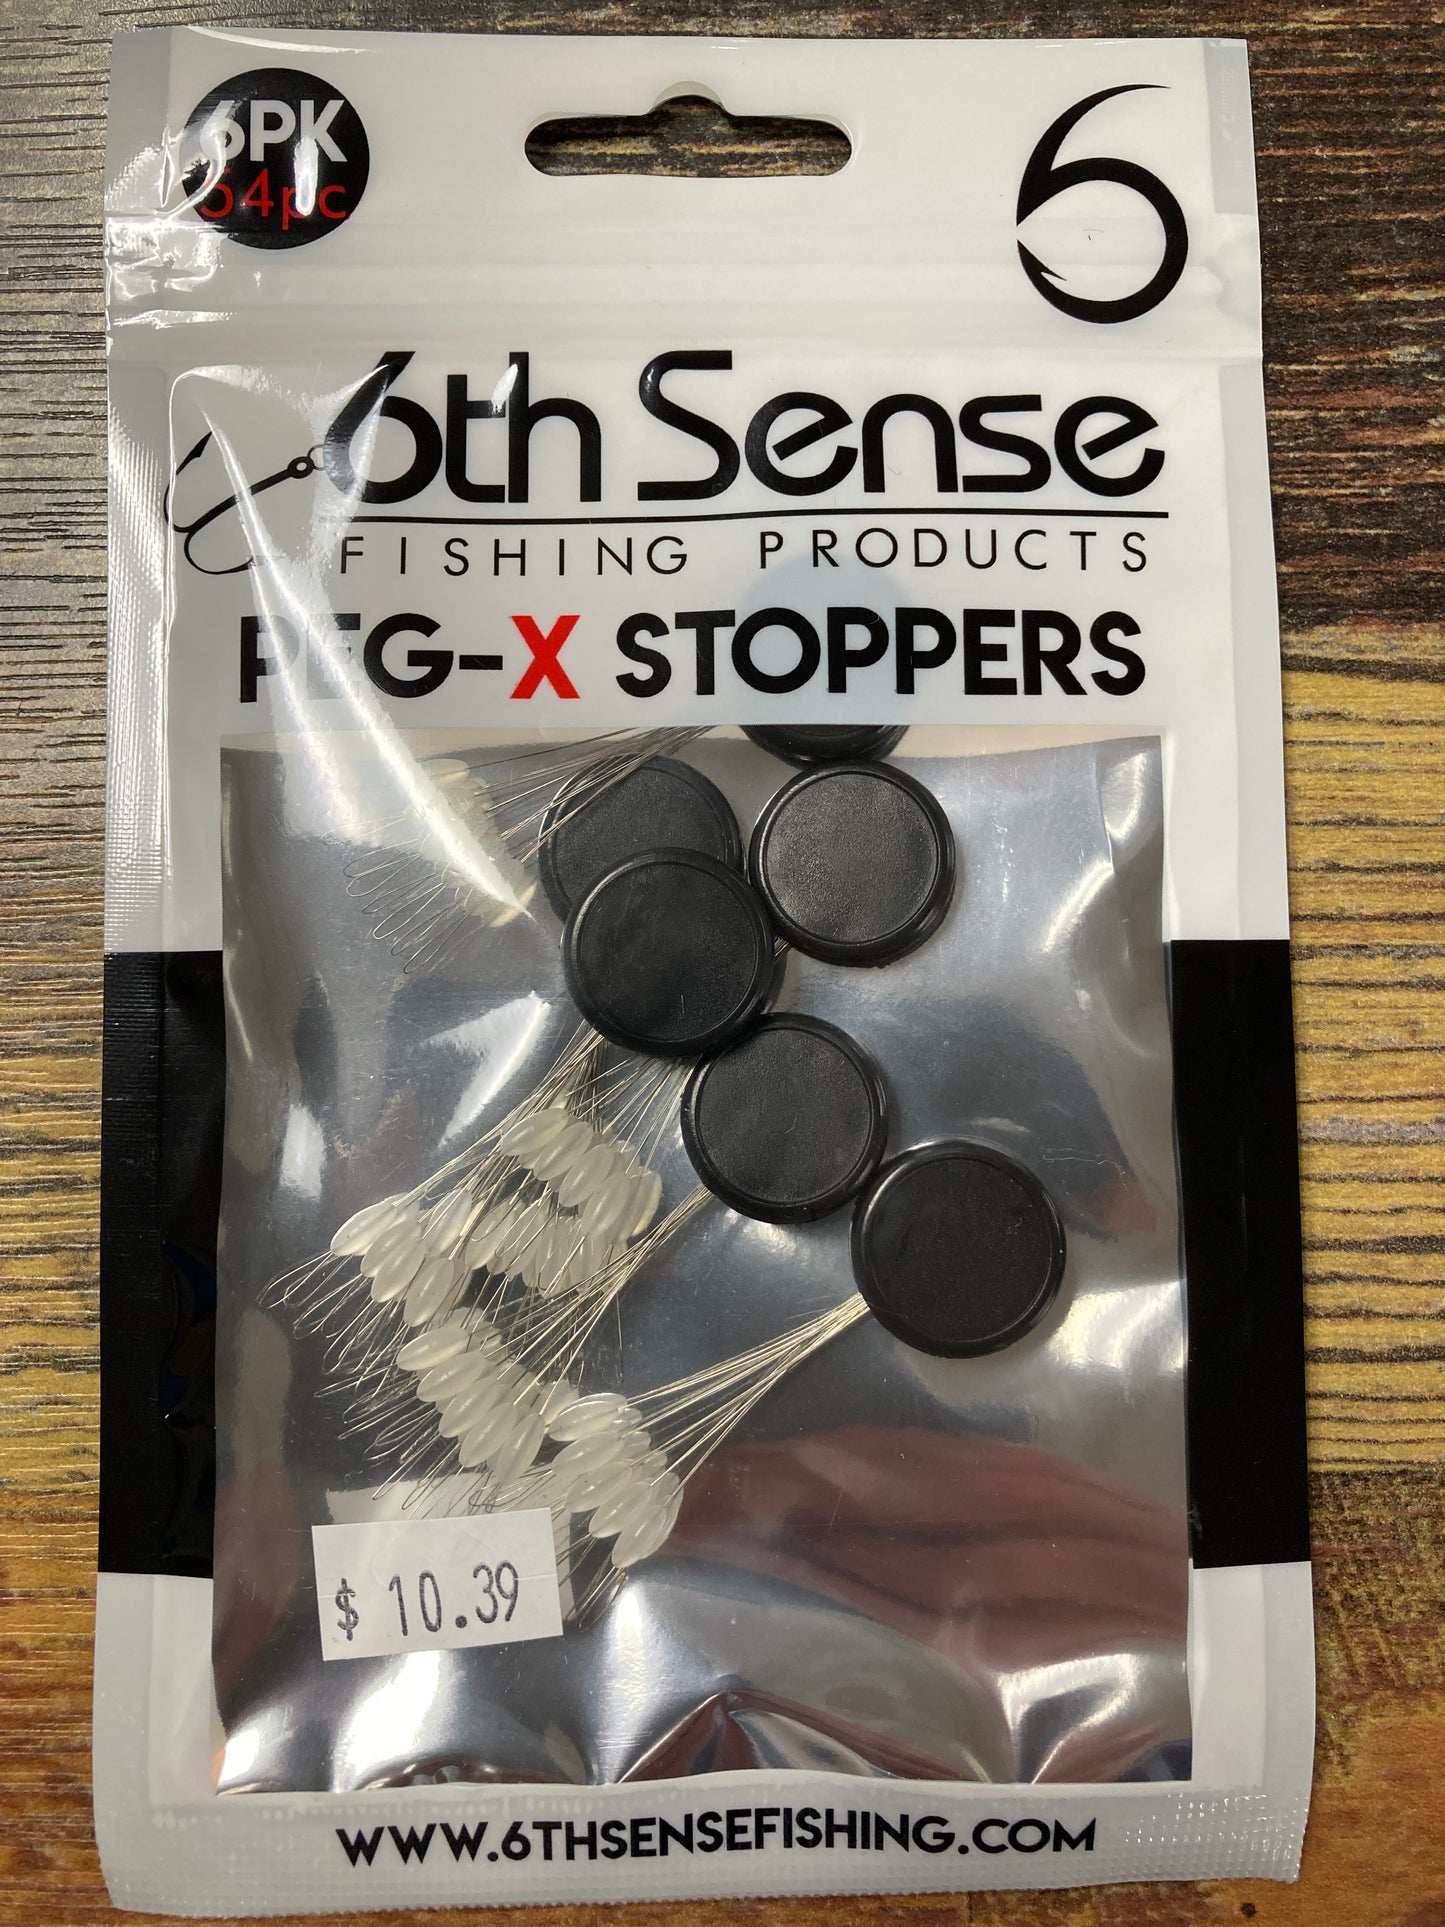 6PK
54pc
6
6th Sense
FISHING PRODUCTS
PEG-X STOPPERS
$ 10.39
WWW.6THSENSEFISHING.COM